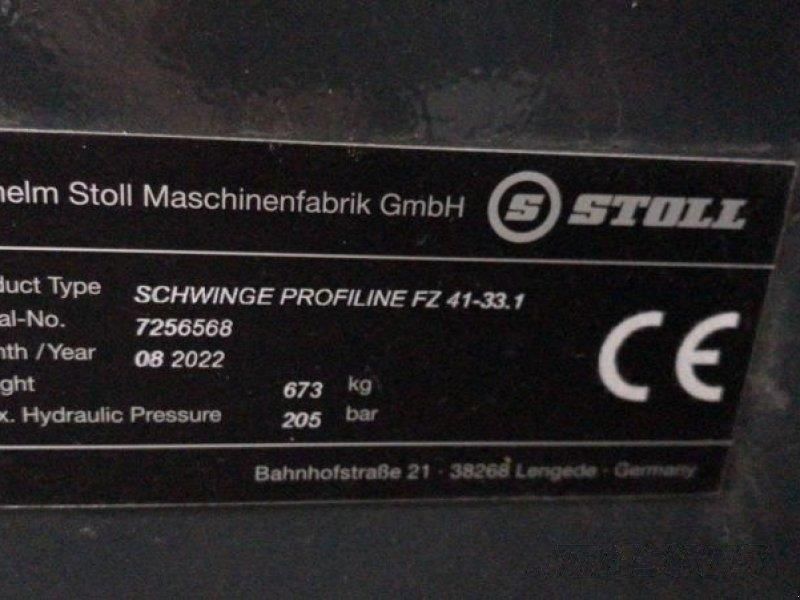 helm Stoll Maschinenfabrik GmbH S STOLL
duct Type SCHWINGE PROFILINE FZ 41-33.1
al-No. 7256568
nth /Year 08 2022
ght 673 kg
x. Hydraulic Pressure 205 bar
CE
Bahnhofstraße 21 · 38268 Lengede · Germany